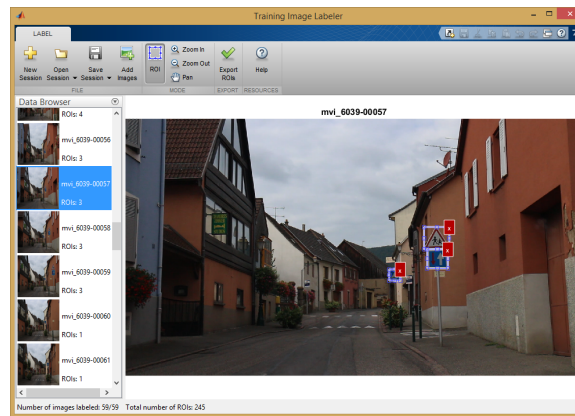 Training Image Labeler
LABEL
New Session
Open Session
Save Session
Add Images
ROI
Zoom In
Zoom Out
Pan
Export ROIs
Help
FILE
MODE
EXPORT
RESOURCES
Data Browser
ROIs: 4
mvi_6039-00056
ROIs: 3
mvi_6039-00057
ROIs: 3
mvi_6039-00058
ROIs: 3
mvi_6039-00059
ROIs: 3
mvi_6039-00060
ROIs: 1
mvi_6039-00061
ROIs: 1
mvi_6039-00057
x
x
x
Number of images labeled: 59/59 Total number of ROIs: 245